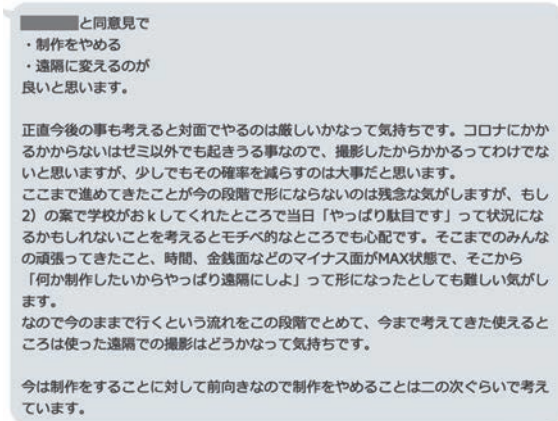 と同意見で
・制作をやめる
・遠隔に変えるのが
良いと思います。
正直今後の事も考えると対面でやるのは厳しいかなって気持ちです。コロナにかか
るかからないはゼミ以外でも起きうる事なので、撮影したからかかるってわけでな
いと思いますが、少しでもその確率を減らすのは大事だと思います。
ここまで進めてきたことが今の段階で形にならないのは残念な気がしますが、もし
2）の案で学校がおｋしてくれたところで当日「やっぱり駄目です」って状況にな
るかもしれないことを考えるとモチベ的なところでも心配です。そこまでのみんな
の頑張ってきたこと、時間、金銭面などのマイナス面がMAX状態で、そこから
「何か制作したいからやっぱり遠隔にしよ」って形になったとしても難しい気がし
ます。
なので今のままで行くという流れをこの段階でとめて、今まで考えてきた使えると
ころは使った遠隔での撮影はどうかなって気持ちです。
今は制作をすることに対して前向きなので制作をやめることは二の次ぐらいで考え
ています。